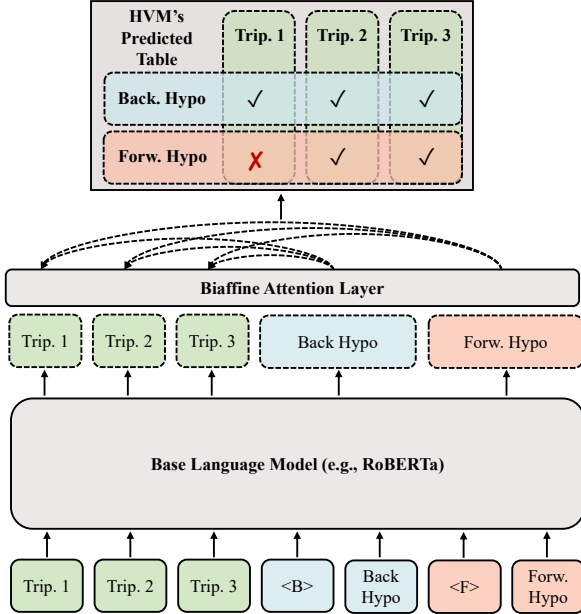 HVM's
Predicted
Table
Trip. 1
Trip. 2
Trip. 3
Back. Hypo
✓
✓
✓
Forw. Hypo
✗
✓
✓
Biaffine Attention Layer
Trip. 1
Trip. 2
Trip. 3
Back Hypo
Forw. Hypo
Base Language Model (e.g., RoBERTa)
Trip. 1
Trip. 2
Trip. 3
<B>
Back
Hypo
<F>
Forw.
Hypo